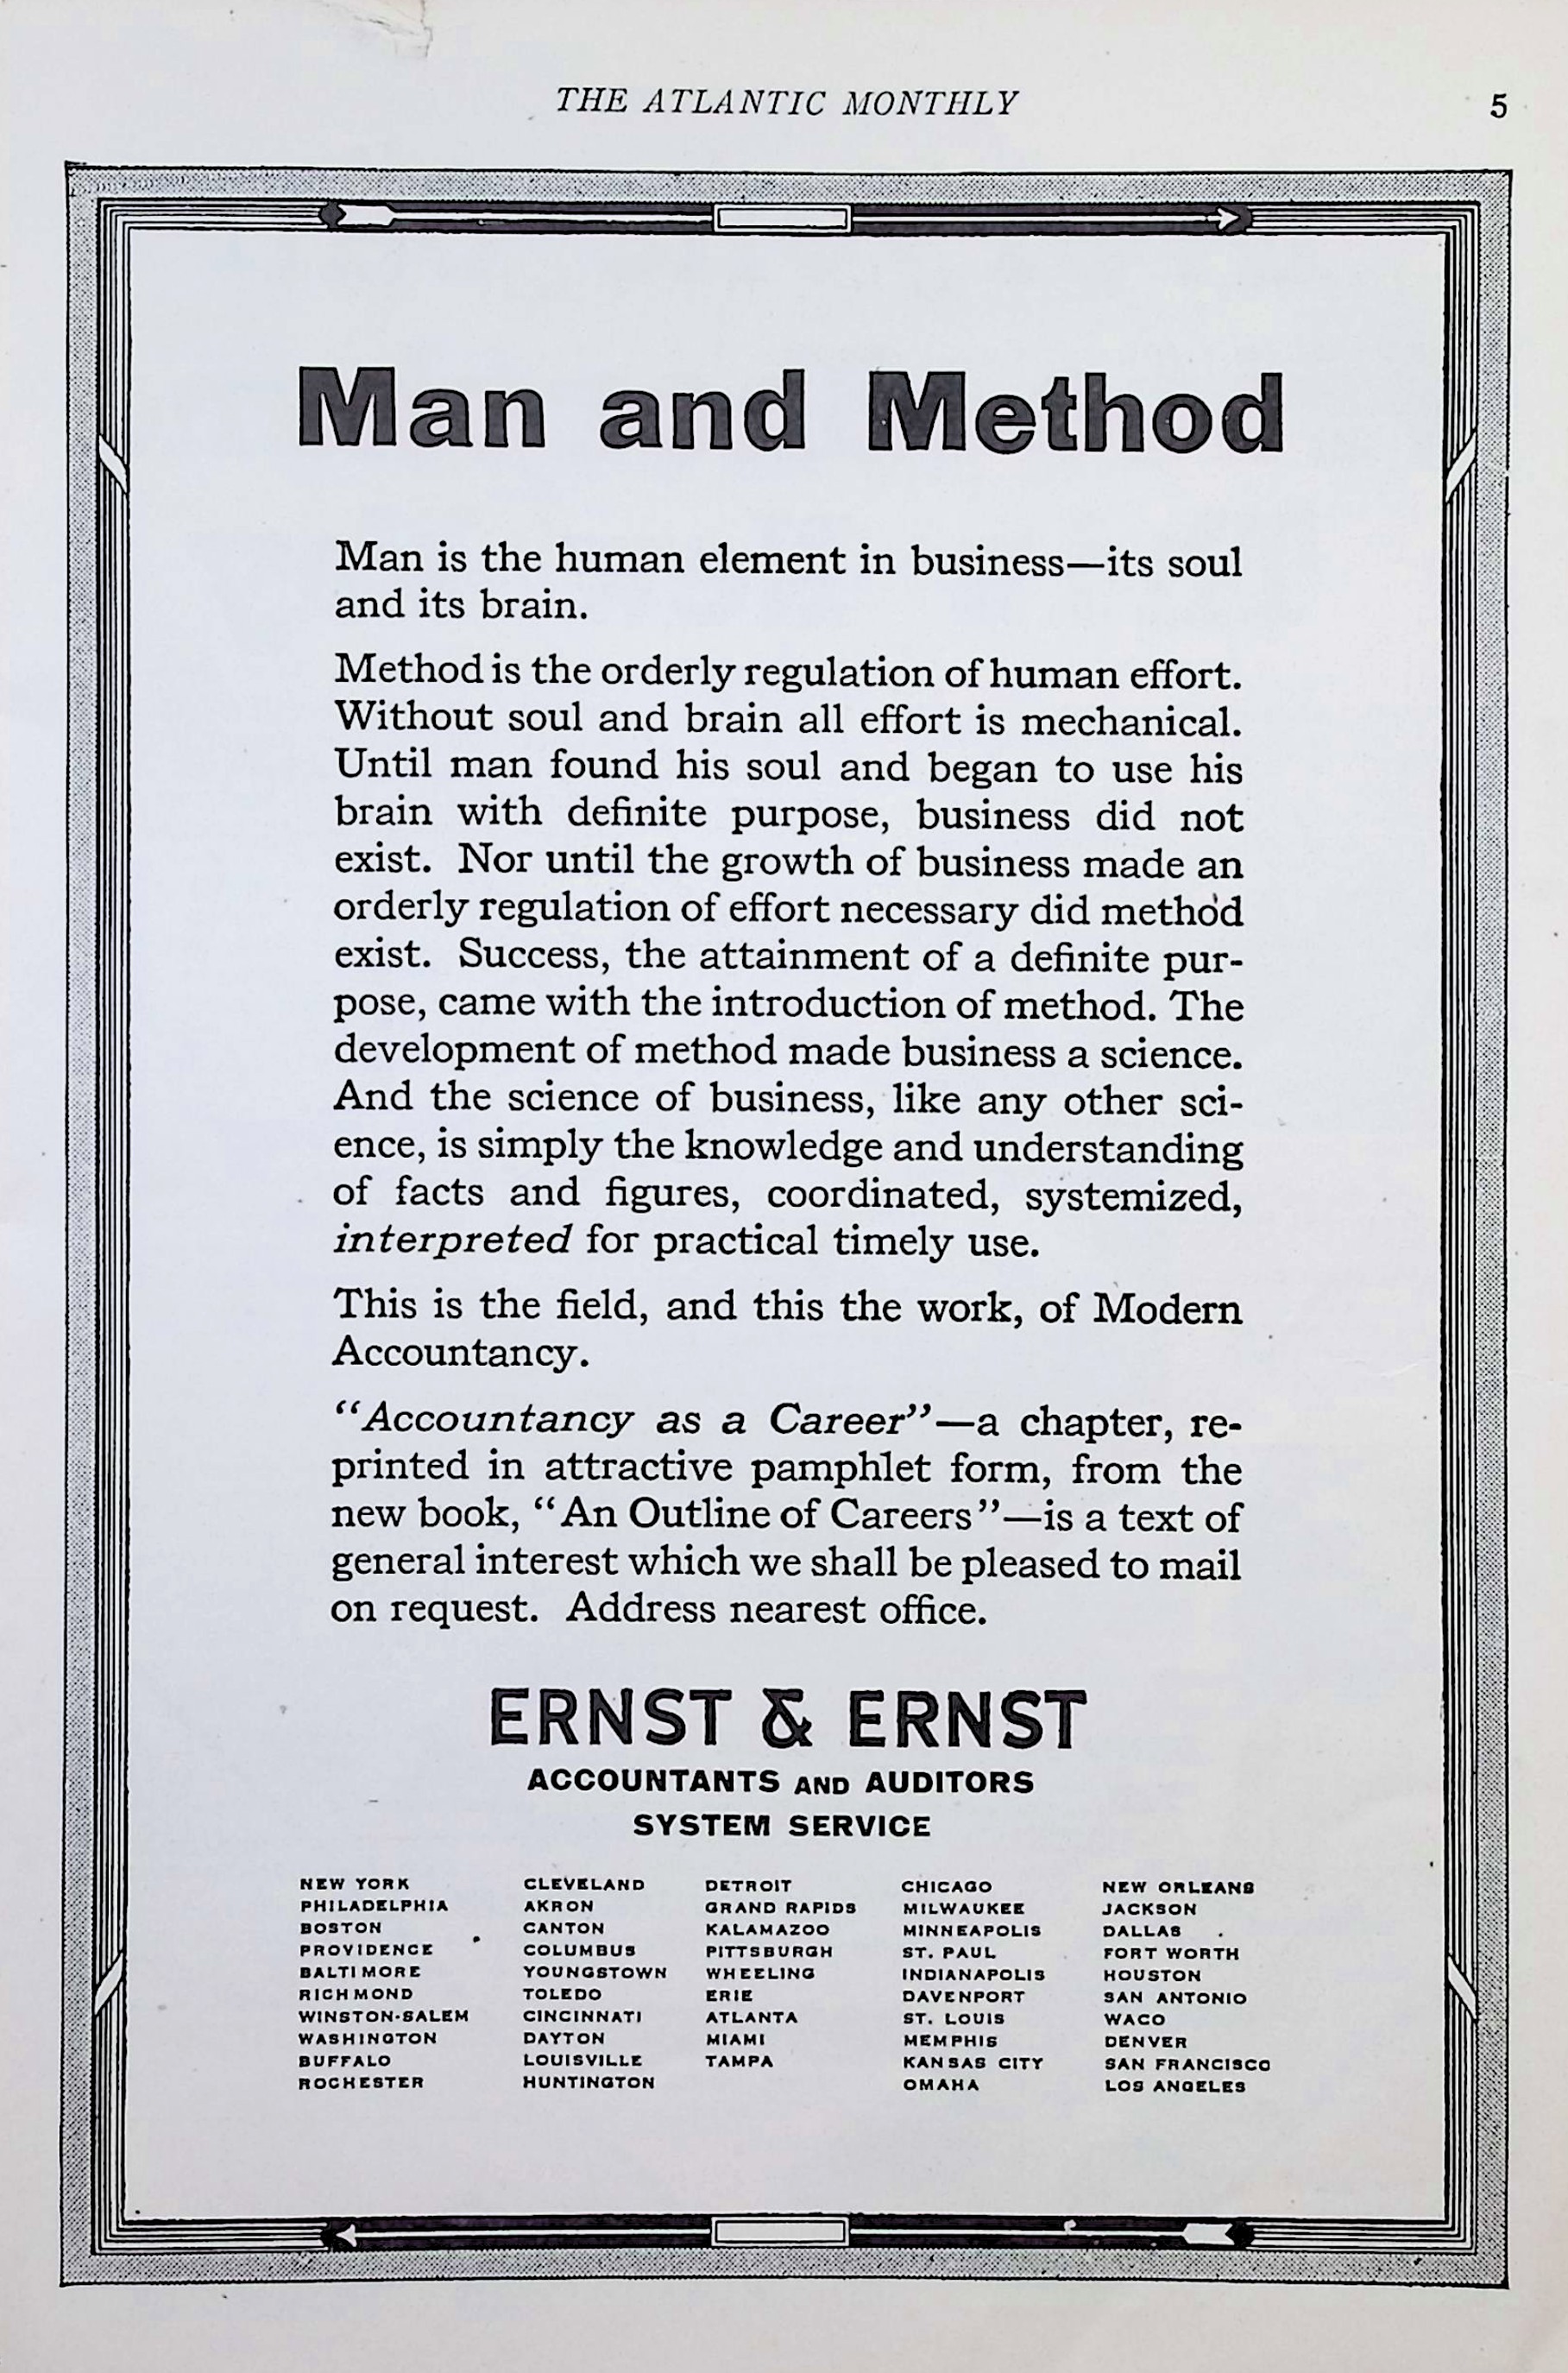 THE ATLANTIC MONTHLY 5
Man and Method
Man is the human element in business—its soul
and its brain.
Method is the orderly regulation of human effort.
Without soul and brain all effort is mechanical.
Until man found his soul and began to use his
brain with definite purpose, business did not
exist. Nor until the growth of business made an
orderly regulation of effort necessary did method
exist. Success, the attainment of a definite pur-
pose, came with the introduction of method. The
development of method made business a science.
And the science of business, like any other sci-
ence, is simply the knowledge and understanding
of facts and figures, coordinated, systemized,
interpreted for practical timely use.
This is the field, and this the work, of Modern
Accountancy.
“Accountancy as a Career”—a chapter, re-
printed in attractive pamphlet form, from the
new book, “An Outline of Careers”—is a text of
general interest which we shall be pleased to mail
on request. Address nearest office.
ERNST & ERNST
ACCOUNTANTS AND AUDITORS
SYSTEM SERVICE
NEW YORK CLEVELAND DETROIT CHICAGO NEW ORLEANS
PHILADELPHIA AKRON GRAND RAPIDS MILWAUKEE JACKSON
BOSTON CANTON KALAMAZOO MINNEAPOLIS DALLAS
PROVIDENCE COLUMBUS PITTSBURGH ST. PAUL FORT WORTH
BALTIMORE YOUNGSTOWN WHEELING INDIANAPOLIS HOUSTON
RICHMOND TOLEDO ERIE DAVENPORT SAN ANTONIO
WINSTON-SALEM CINCINNATI ATLANTA ST. LOUIS WACO
WASHINGTON DAYTON MIAMI MEMPHIS DENVER
BUFFALO LOUISVILLE TAMPA KANSAS CITY SAN FRANCISCO
ROCHESTER HUNTINGTON OMAHA LOS ANGELES